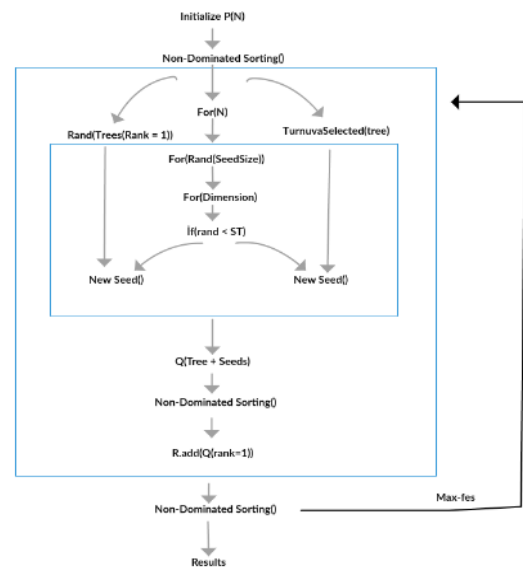 Initialize P(N)
Non-Dominated Sorting()
For(N)
Rand(Trees(Rank = 1))
TurnuvaSelected(tree)
For(Rand(SeedSize))
For(Dimension)
İf(rand < ST)
New Seed()
New Seed()
Q(Tree + Seeds)
Non-Dominated Sorting()
R.add(Q(rank=1))
Max-fes
Non-Dominated Sorting()
Results